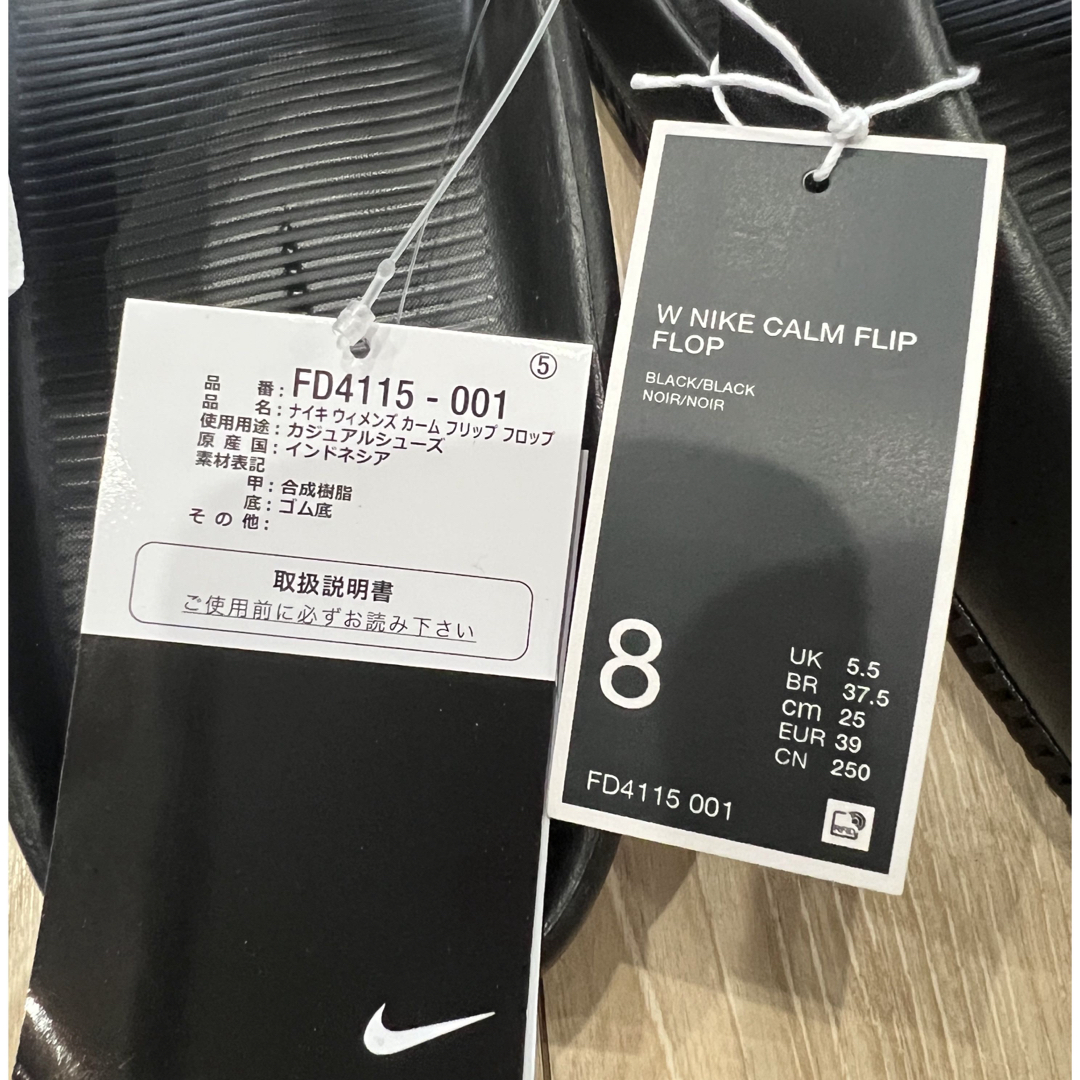 ⑤
品 番: FD4115 - 001
品 名: ナイキ ウィメンズ カーム フリップ フロップ
使用用途: カジュアルシューズ
原 産 国: インドネシア
素材表記
甲: 合成樹脂
底: ゴム底
そ の 他:
取扱説明書
ご使用前に必ずお読み下さい
W NIKE CALM FLIP
FLOP
BLACK/BLACK
NOIR/NOIR
8
UK 5.5
BR 37.5
cm 25
EUR 39
CN 250
FD4115 001
RFID